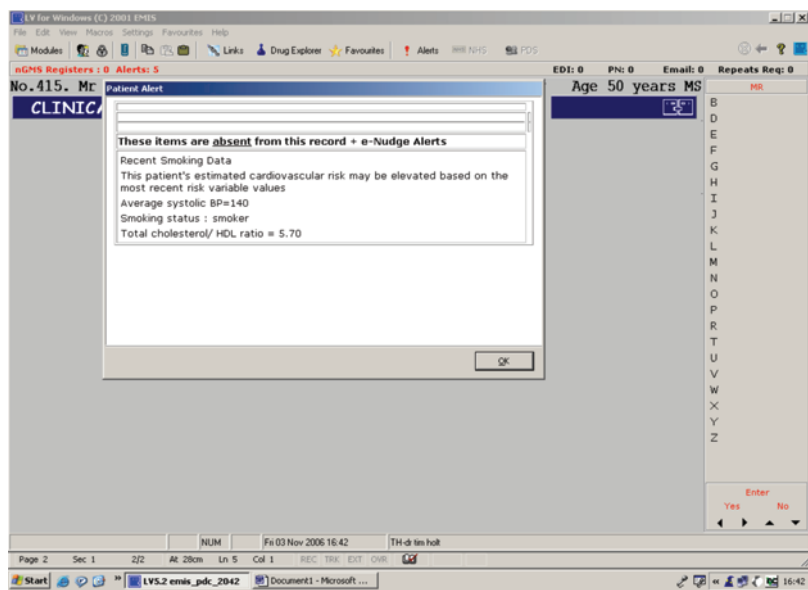 LV for Windows (C) 2001 EMIS
File Edit View Macros Settings Favourites Help
Modules Links Drug Explorer Favourites Alerts NHS PDS
nGMS Registers : 0 Alerts: 5 EDI: 0 PN: 0 Email: 0 Repeats Req: 0
No.415. Mr Age 50 years MS MR
Patient Alert
CLINICA
These items are absent from this record + e-Nudge Alerts
Recent Smoking Data
This patient's estimated cardiovascular risk may be elevated based on the
most recent risk variable values
Average systolic BP=140
Smoking status : smoker
Total cholesterol/ HDL ratio = 5.70
OK
B
D
E
F
G
H
I
J
K
L
M
N
O
P
R
T
U
V
W
X
Y
Z
Enter
Yes No
NUM Fri 03 Nov 2006 16:42 TH-dr tim holt
Page 2 Sec 1 2/2 At 28cm Ln 5 Col 1 REC TRK EXT OVR
Start LV5.2 emis_pdc_2042 Document1 - Microsoft ... 16:42